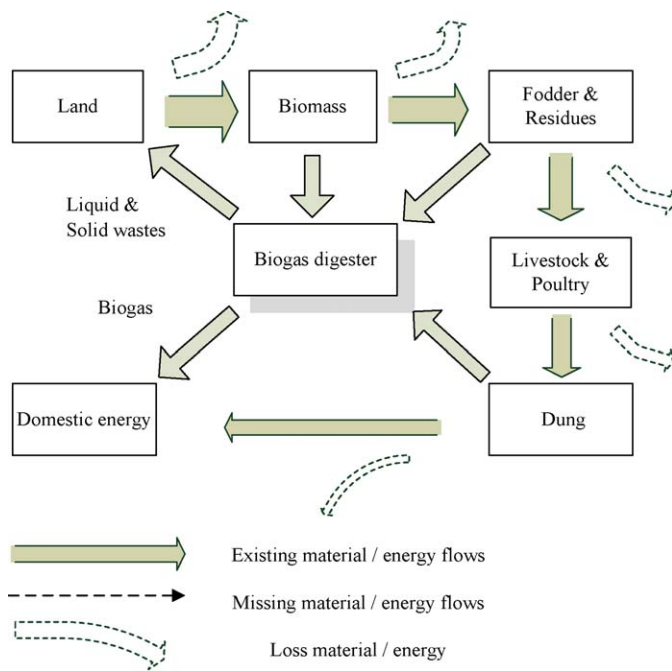 Land
Biomass
Fodder &
Residues
Liquid &
Solid wastes
Biogas digester
Livestock &
Poultry
Biogas
Domestic energy
Dung
Existing material / energy flows
Missing material / energy flows
Loss material / energy